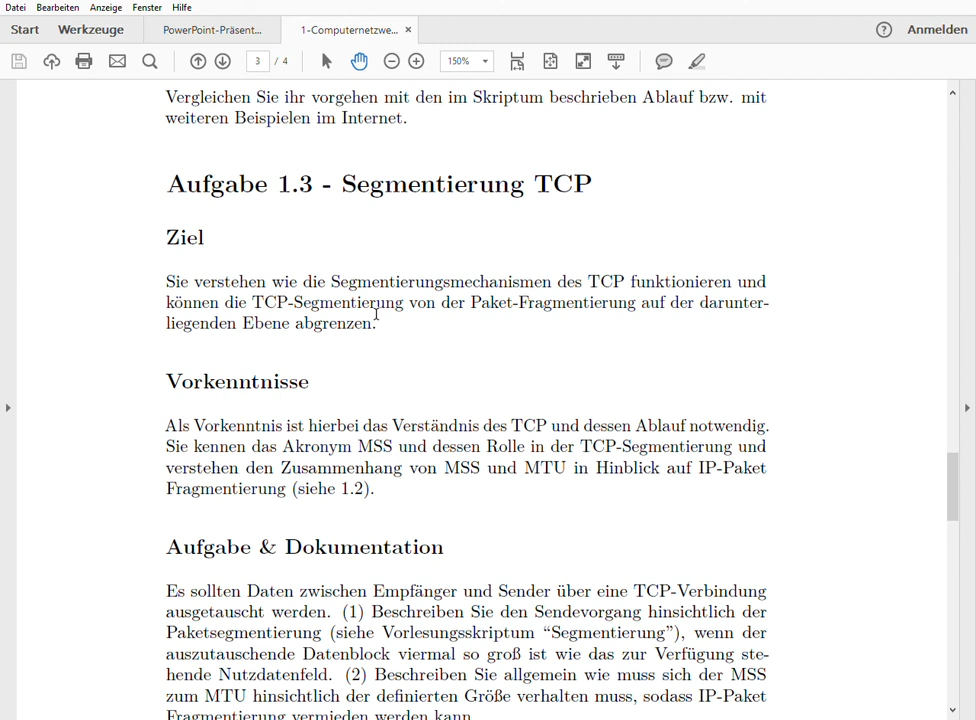 Datei Bearbeiten Anzeige Fenster Hilfe
Start Werkzeuge PowerPoint-Präsent... 1-Computernetzwe... × ? Anmelden
3 / 4 150%
Vergleichen Sie ihr vorgehen mit den im Skriptum beschrieben Ablauf bzw. mit
weiteren Beispielen im Internet.
Aufgabe 1.3 - Segmentierung TCP
Ziel
Sie verstehen wie die Segmentierungsmechanismen des TCP funktionieren und
können die TCP-Segmentierung von der Paket-Fragmentierung auf der darunter-
liegenden Ebene abgrenzen.
Vorkenntnisse
Als Vorkenntnis ist hierbei das Verständnis des TCP und dessen Ablauf notwendig.
Sie kennen das Akronym MSS und dessen Rolle in der TCP-Segmentierung und
verstehen den Zusammenhang von MSS und MTU in Hinblick auf IP-Paket
Fragmentierung (siehe 1.2).
Aufgabe & Dokumentation
Es sollten Daten zwischen Empfänger und Sender über eine TCP-Verbindung
ausgetauscht werden. (1) Beschreiben Sie den Sendevorgang hinsichtlich der
Paketsegmentierung (siehe Vorlesungsskriptum “Segmentierung”), wenn der
auszutauschende Datenblock viermal so groß ist wie das zur Verfügung ste-
hende Nutzdatenfeld. (2) Beschreiben Sie allgemein wie muss sich der MSS
zum MTU hinsichtlich der definierten Größe verhalten muss, sodass IP-Paket
Fragmentierung vermieden werden kann